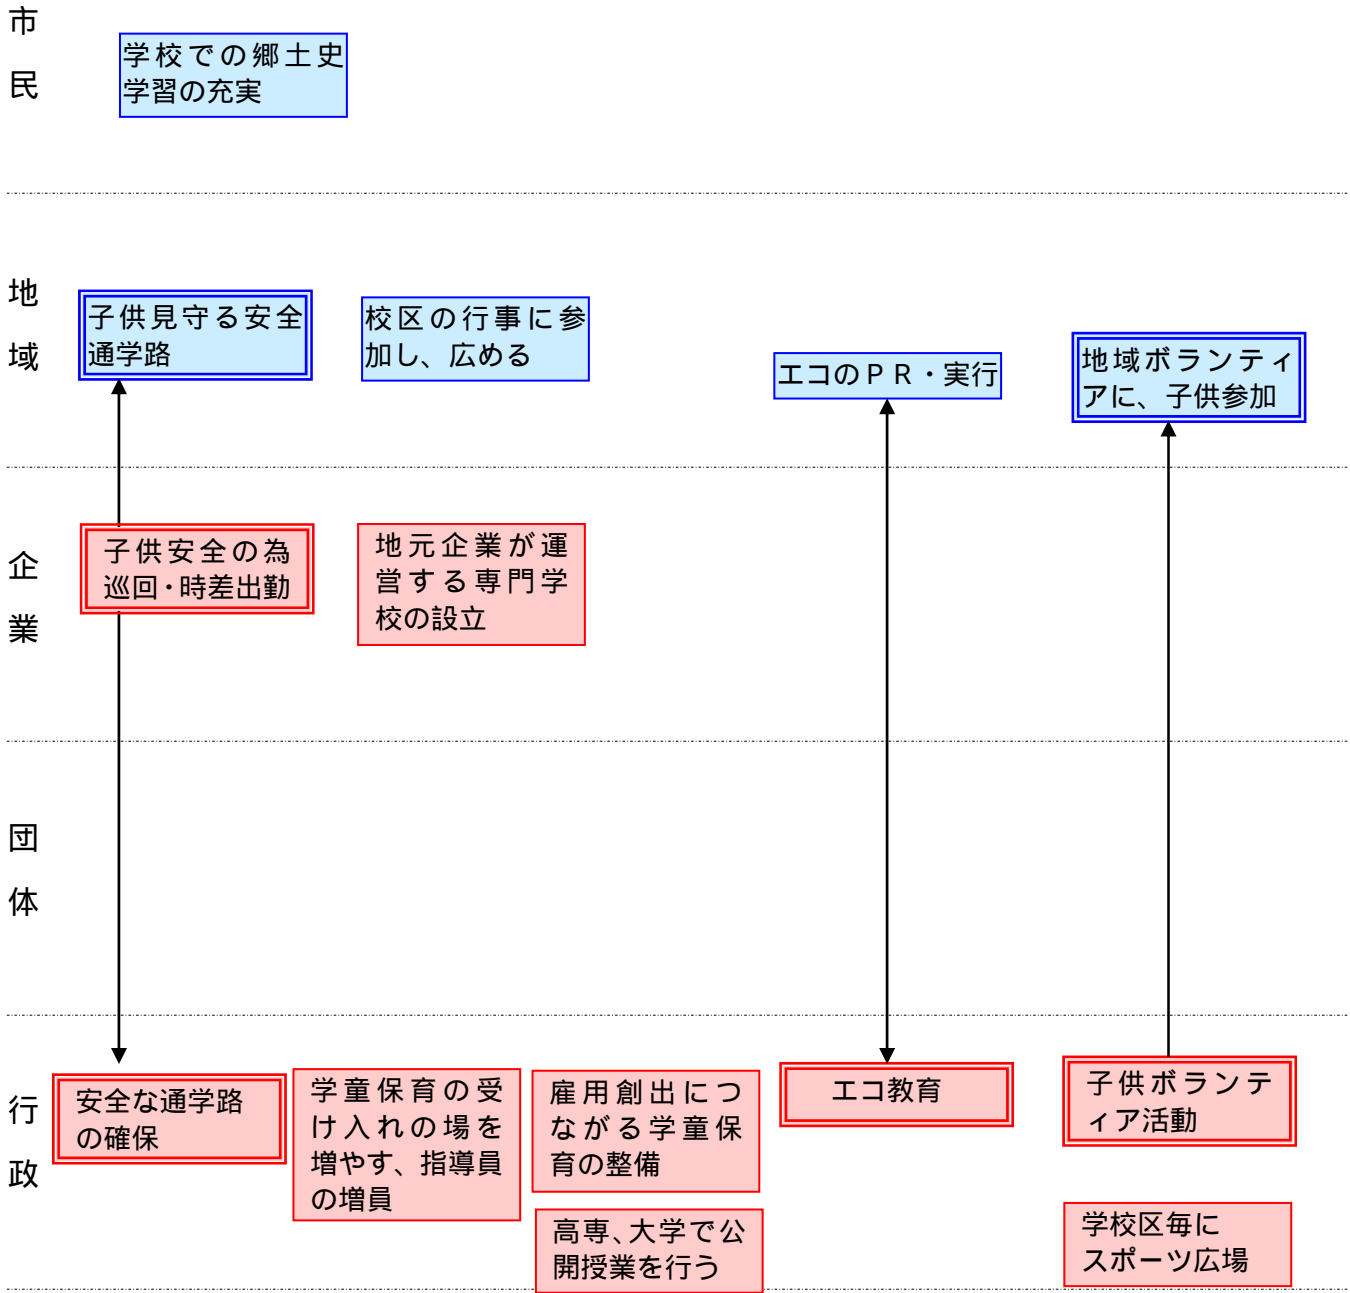 市
民
学校での郷土史
学習の充実
地
域
子供見守る安全
通学路
校区の行事に参
加し、広める
エコのＰＲ・実行
地域ボランティ
アに、子供参加
企
業
子供安全の為
巡回・時差出勤
地元企業が運
営する専門学
校の設立
団
体
行
政
安全な通学路
の確保
学童保育の受
け入れの場を
増やす、指導員
の増員
雇用創出につ
ながる学童保
育の整備
高専、大学で公
開授業を行う
エコ教育
子供ボランテ
ィア活動
学校区毎に
スポーツ広場